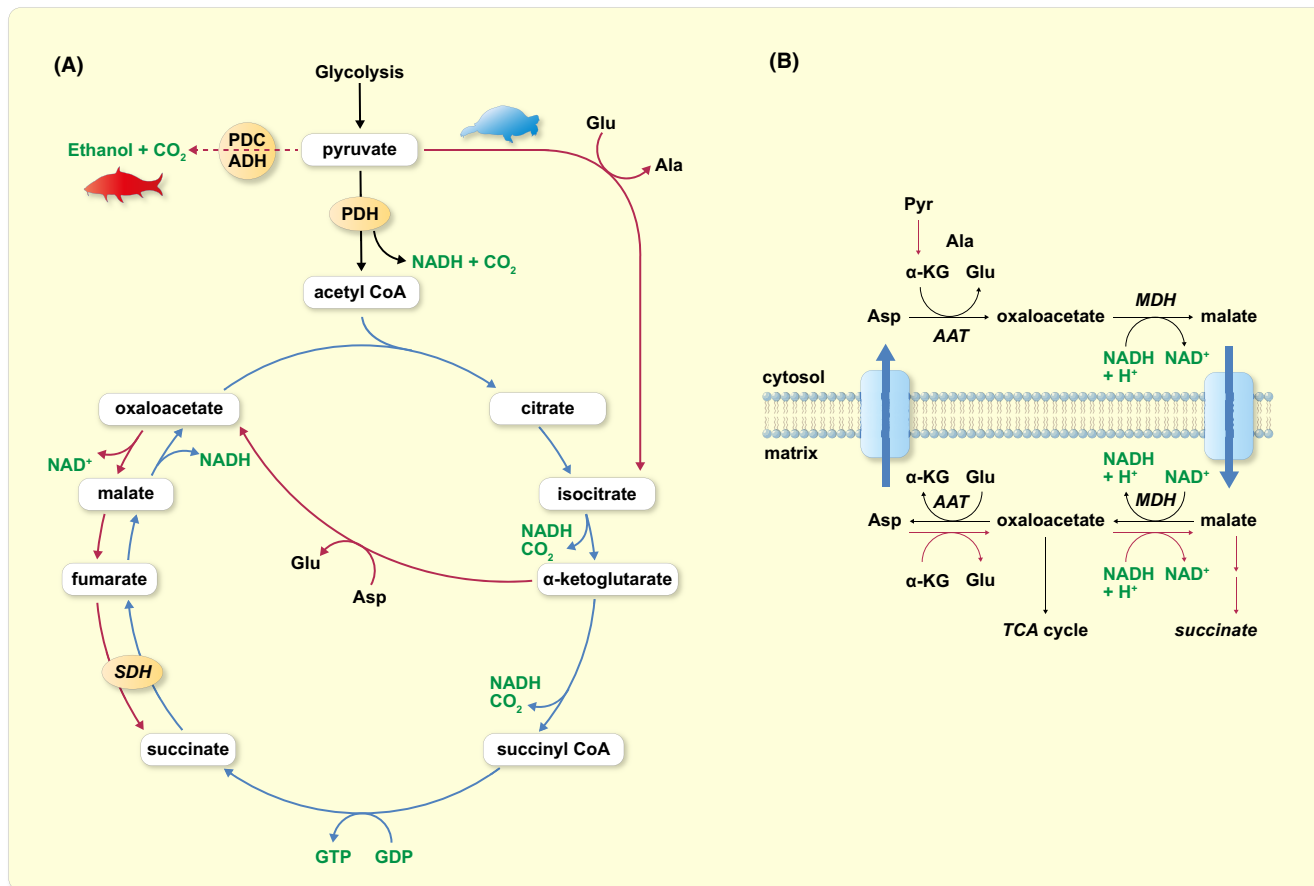 (A)
Glycolysis
Ethanol + CO₂
PDC
ADH
pyruvate
Glu
Ala
PDH
NADH + CO₂
acetyl CoA
oxaloacetate
citrate
NAD⁺
NADH
malate
isocitrate
NADH
CO₂
Glu
Asp
fumarate
α-ketoglutarate
SDH
NADH
CO₂
succinate
succinyl CoA
GTP
GDP
(B)
Pyr
Ala
α-KG
Glu
Asp
AAT
oxaloacetate
MDH
malate
NADH
+ H⁺
NAD⁺
cytosol
matrix
α-KG
Glu
NADH
+ H⁺
NAD⁺
Asp
AAT
oxaloacetate
MDH
malate
α-KG
Glu
NADH
+ H⁺
NAD⁺
TCA cycle
succinate